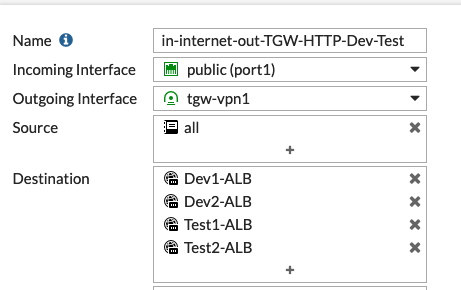 Name in-internet-out-TGW-HTTP-Dev-Test
Incoming Interface public (port1)
Outgoing Interface tgw-vpn1
Source all
+
Destination Dev1-ALB
Dev2-ALB
Test1-ALB
Test2-ALB
+